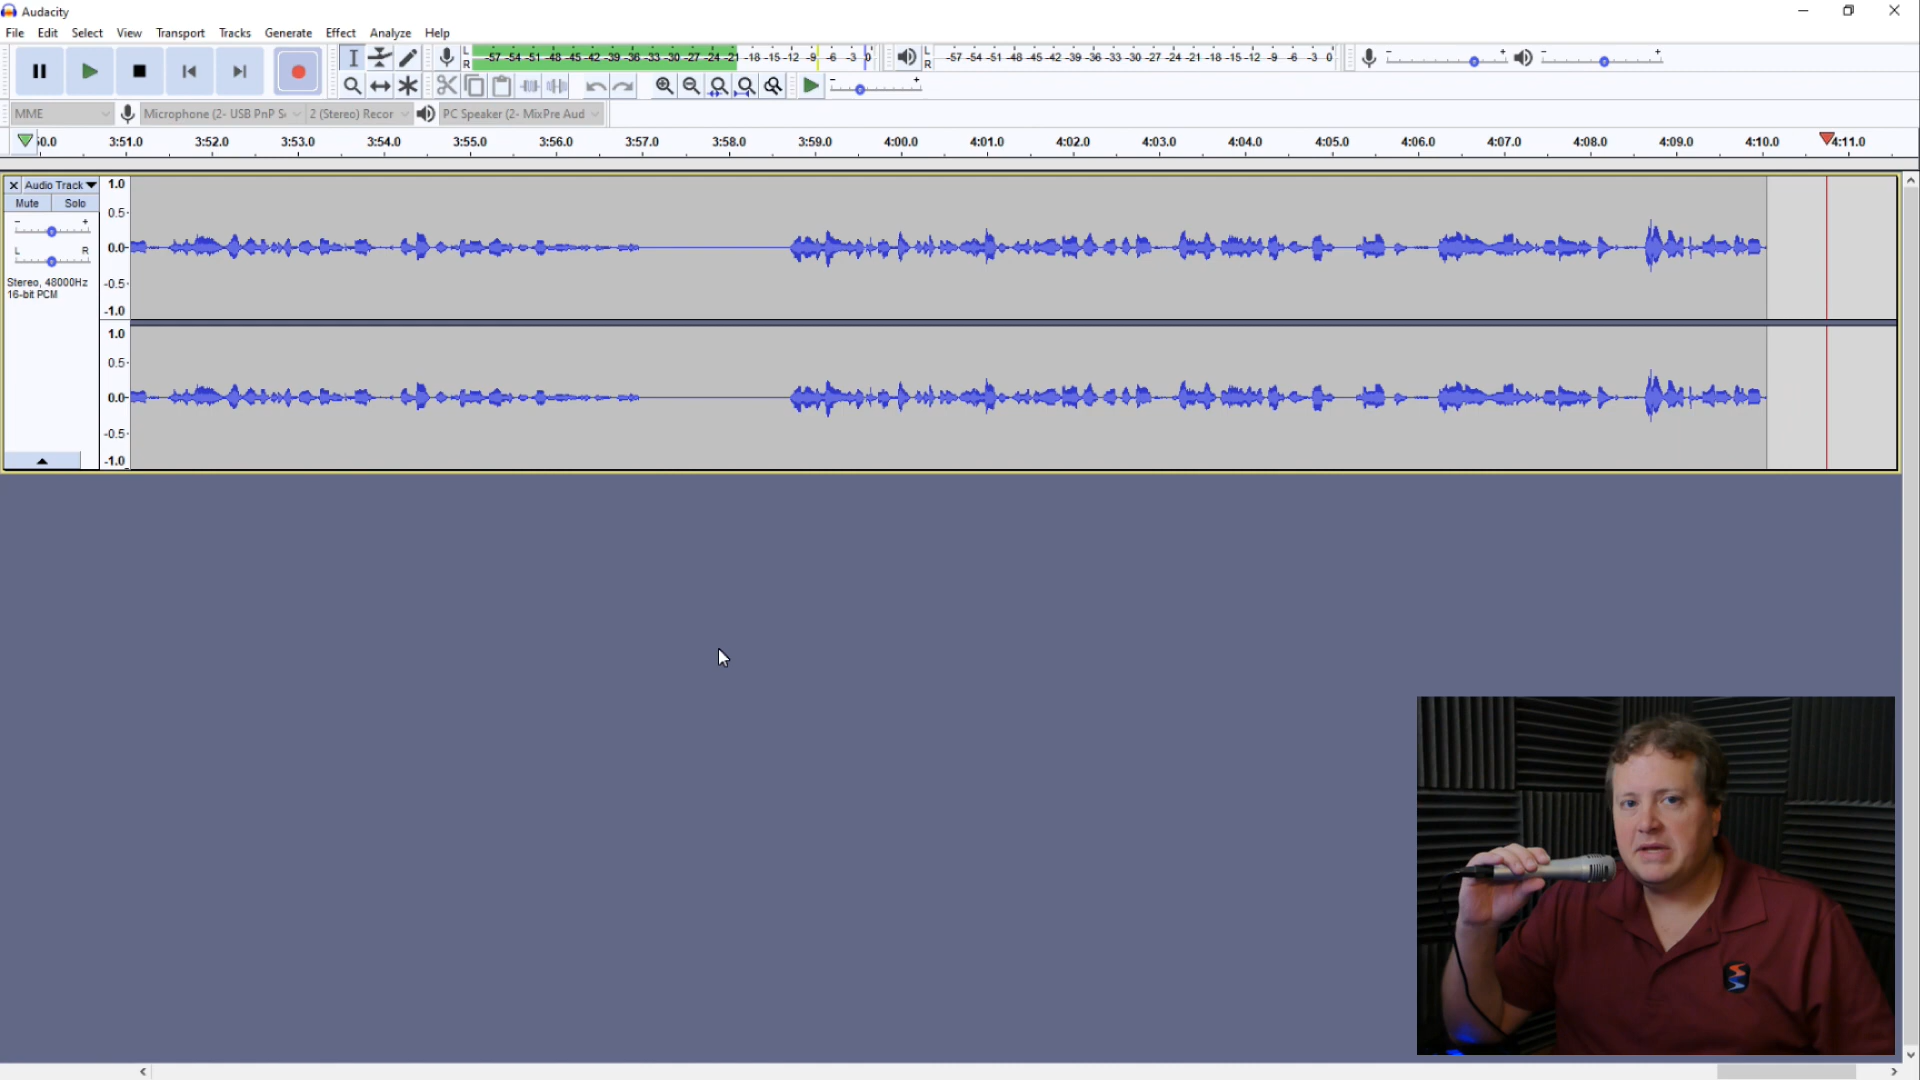 Audacity
File Edit Select View Transport Tracks Generate Effect Analyze Help
L R -57 -54 -51 -48 -45 -42 -39 -36 -33 -30 -27 -24 -21 -18 -15 -12 -9 -6 -3 0
L R -57 -54 -51 -48 -45 -42 -39 -36 -33 -30 -27 -24 -21 -18 -15 -12 -9 -6 -3 0
MME Microphone (2- USB PnP S 2 (Stereo) Recor PC Speaker (2- MixPre Aud
0.0 3:51.0 3:52.0 3:53.0 3:54.0 3:55.0 3:56.0 3:57.0 3:58.0 3:59.0 4:00.0 4:01.0 4:02.0 4:03.0 4:04.0 4:05.0 4:06.0 4:07.0 4:08.0 4:09.0 4:10.0 4:11.0
Audio Track 1.0
Mute Solo
- + 0.5
0.0
L R
Stereo, 48000Hz -0.5
16-bit PCM
-1.0
1.0
0.5
0.0
-0.5
-1.0